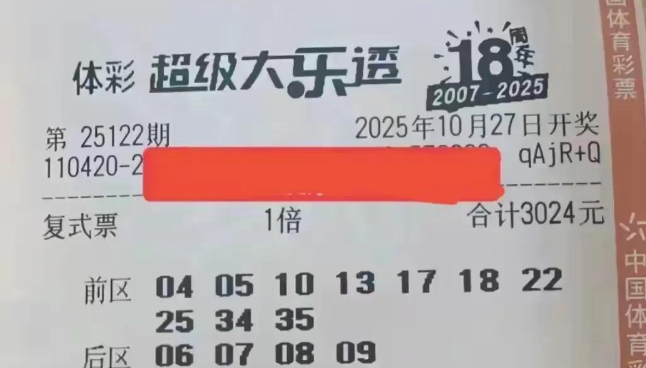 体彩 超级大乐透 18周年
2007-2025
第 25122期 2025年10月27日开奖
110420-2 qAjR+Q
复式票 1倍 合计3024元
前区 04 05 10 13 17 18 22
25 34 35
后区 06 07 08 09
国体育彩票
中国体育彩